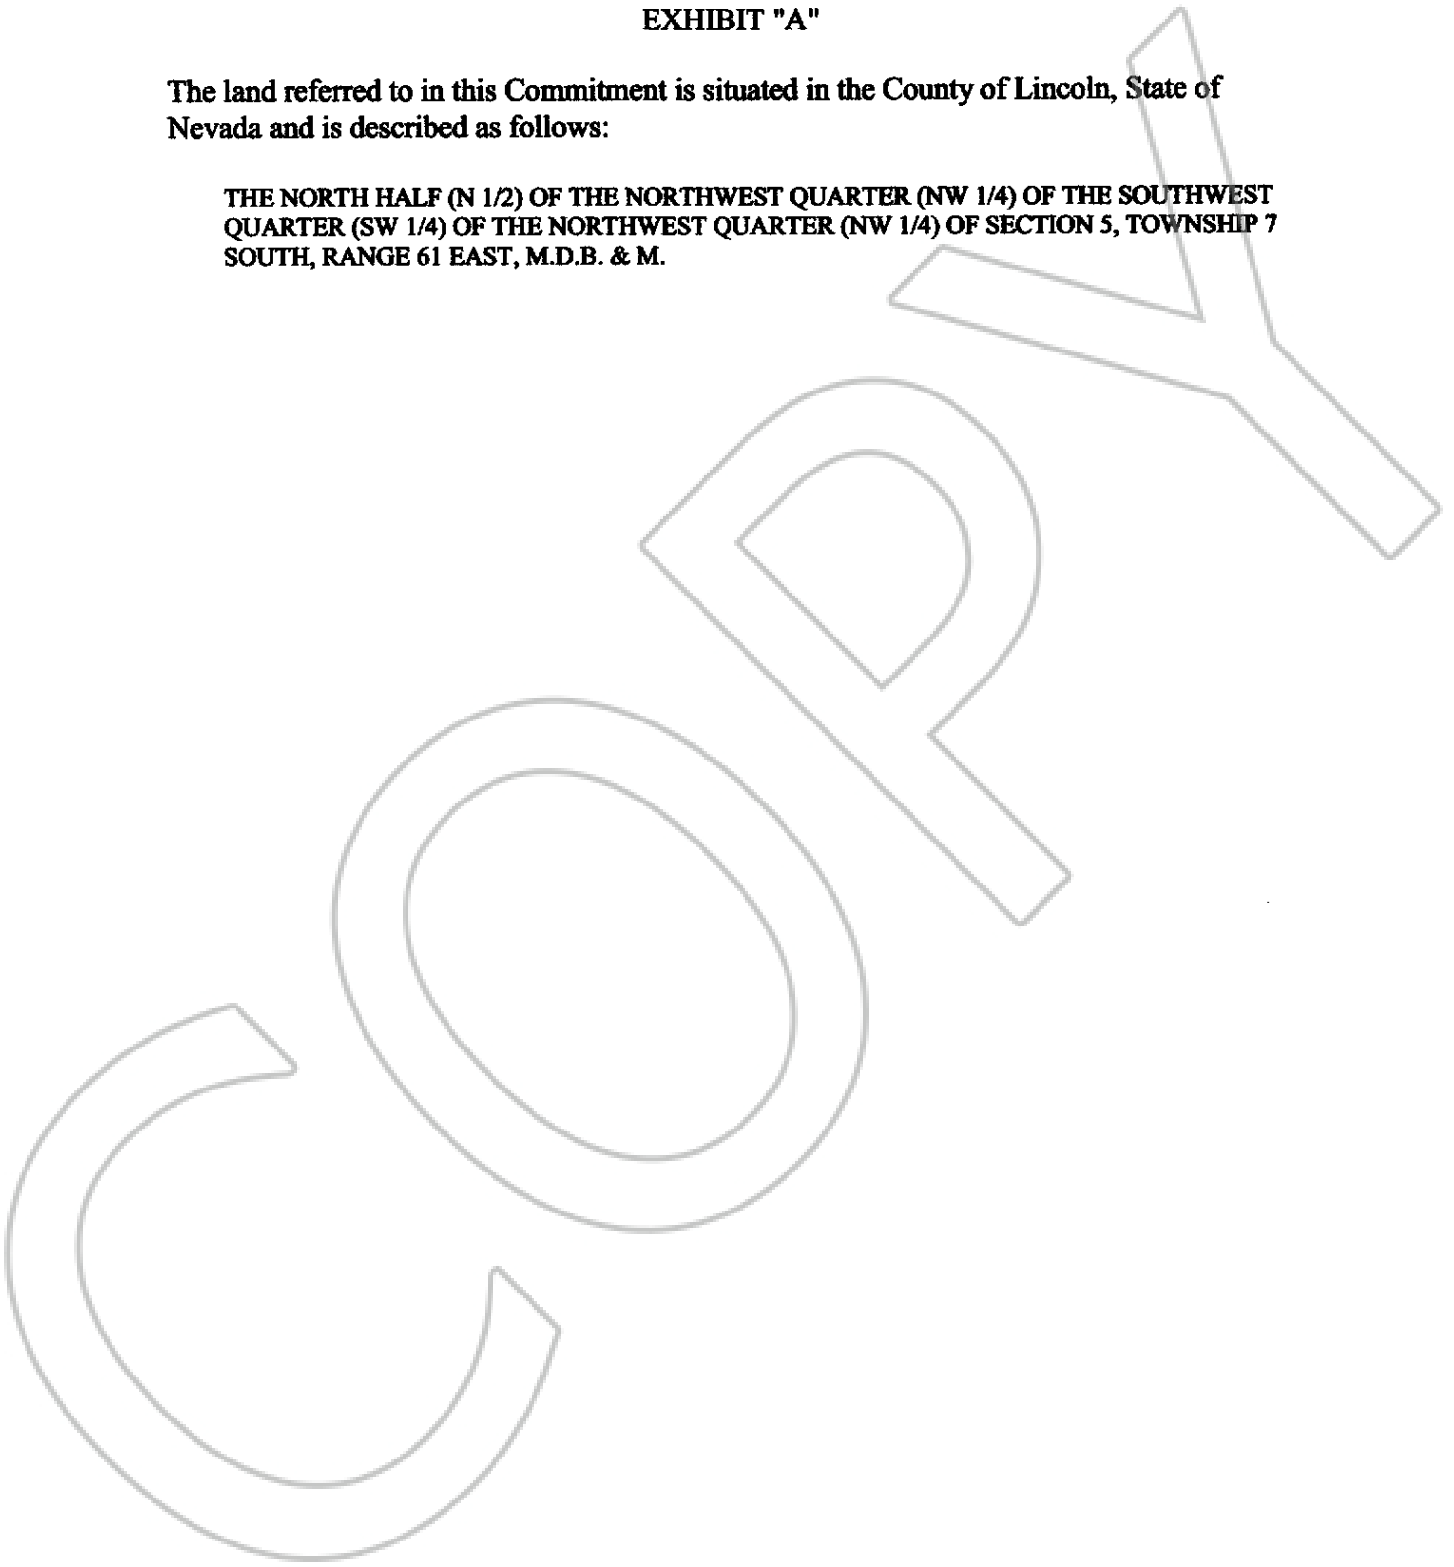 EXHIBIT "A"
The land referred to in this Commitment is situated in the County of Lincoln, State of
Nevada and is described as follows:
THE NORTH HALF (N 1/2) OF THE NORTHWEST QUARTER (NW 1/4) OF THE SOUTHWEST
QUARTER (SW 1/4) OF THE NORTHWEST QUARTER (NW 1/4) OF SECTION 5, TOWNSHIP 7
SOUTH, RANGE 61 EAST, M.D.B. & M.
COPY